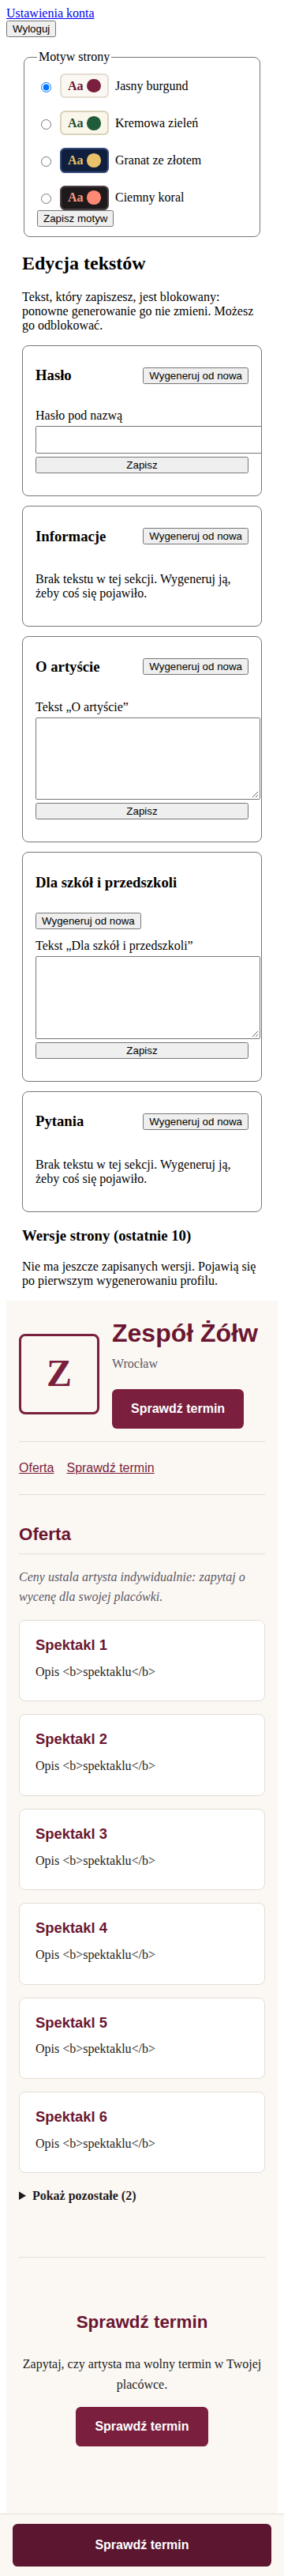 Ustawienia konta
Wyloguj
Motyw strony
Aa Jasny burgund
Aa Kremowa zieleń
Aa Granat ze złotem
Aa Ciemny koral
Zapisz motyw
Edycja tekstów
Tekst, który zapiszesz, jest blokowany:
ponowne generowanie go nie zmieni. Możesz
go odblokować.
Hasło Wygeneruj od nowa
Hasło pod nazwą
Zapisz
Informacje Wygeneruj od nowa
Brak tekstu w tej sekcji. Wygeneruj ją,
żeby coś się pojawiło.
O artyście Wygeneruj od nowa
Tekst „O artyście”
Zapisz
Dla szkół i przedszkoli
Wygeneruj od nowa
Tekst „Dla szkół i przedszkoli”
Zapisz
Pytania Wygeneruj od nowa
Brak tekstu w tej sekcji. Wygeneruj ją,
żeby coś się pojawiło.
Wersje strony (ostatnie 10)
Nie ma jeszcze zapisanych wersji. Pojawią się
po pierwszym wygenerowaniu profilu.
Z
Zespół Żółw
Wrocław
Sprawdź termin
Oferta Sprawdź termin
Oferta
Ceny ustala artysta indywidualnie: zapytaj o
wycenę dla swojej placówki.
Spektakl 1
Opis <b>spektaklu</b>
Spektakl 2
Opis <b>spektaklu</b>
Spektakl 3
Opis <b>spektaklu</b>
Spektakl 4
Opis <b>spektaklu</b>
Spektakl 5
Opis <b>spektaklu</b>
Spektakl 6
Opis <b>spektaklu</b>
Pokaż pozostałe (2)
Sprawdź termin
Zapytaj, czy artysta ma wolny termin w Twojej
placówce.
Sprawdź termin
Sprawdź termin